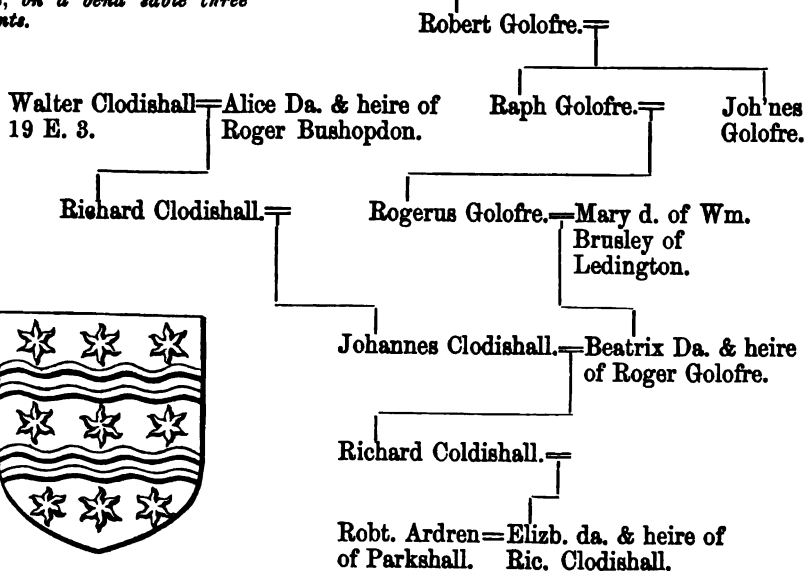 on a bend sable three
nts.
Robert Golofre.
Walter Clodishall=Alice Da. & heire of
19 E. 3. Roger Bushopdon.
Raph Golofre.= Joh'nes
Golofre.
Richard Clodishall.=
Rogerus Golofre.=Mary d. of Wm.
Brusley of
Ledington.
Johannes Clodishall.=Beatrix Da. & heire
of Roger Golofre.
Richard Coldishall.=
Robt. Ardren=Elizb. da. & heire of
of Parkshall. Ric. Clodishall.